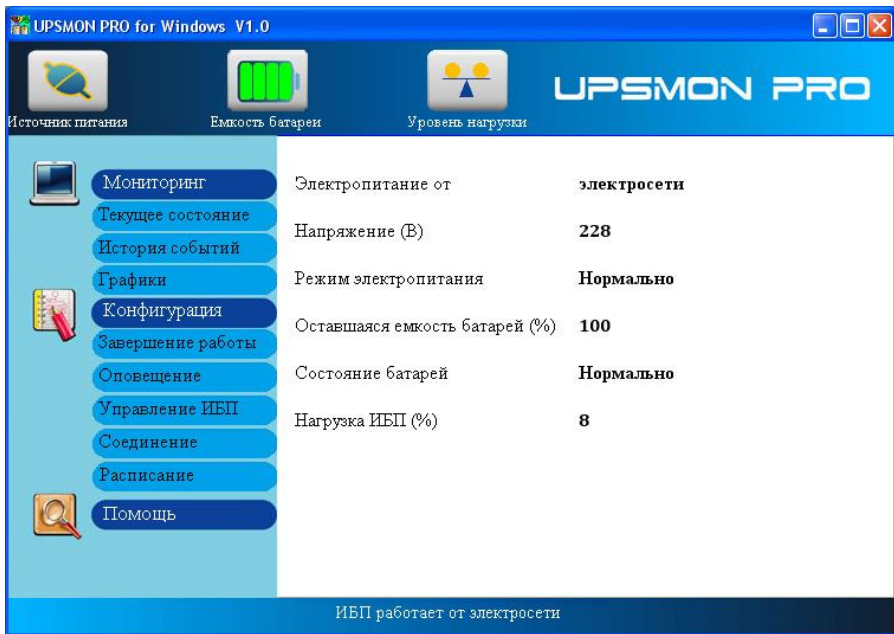 UPSMON PRO for Windows V1.0
UPSMON PRO
Источник питания Емкость батареи Уровень нагрузки
Мониторинг
Текущее состояние
История событий
Графики
Конфигурация
Завершение работы
Оповещение
Управление ИБП
Соединение
Расписание
Помощь
Электропитание от электросети
Напряжение (В) 228
Режим электропитания Нормально
Оставшаяся емкость батарей (%) 100
Состояние батарей Нормально
Нагрузка ИБП (%) 8
ИБП работает от электросети